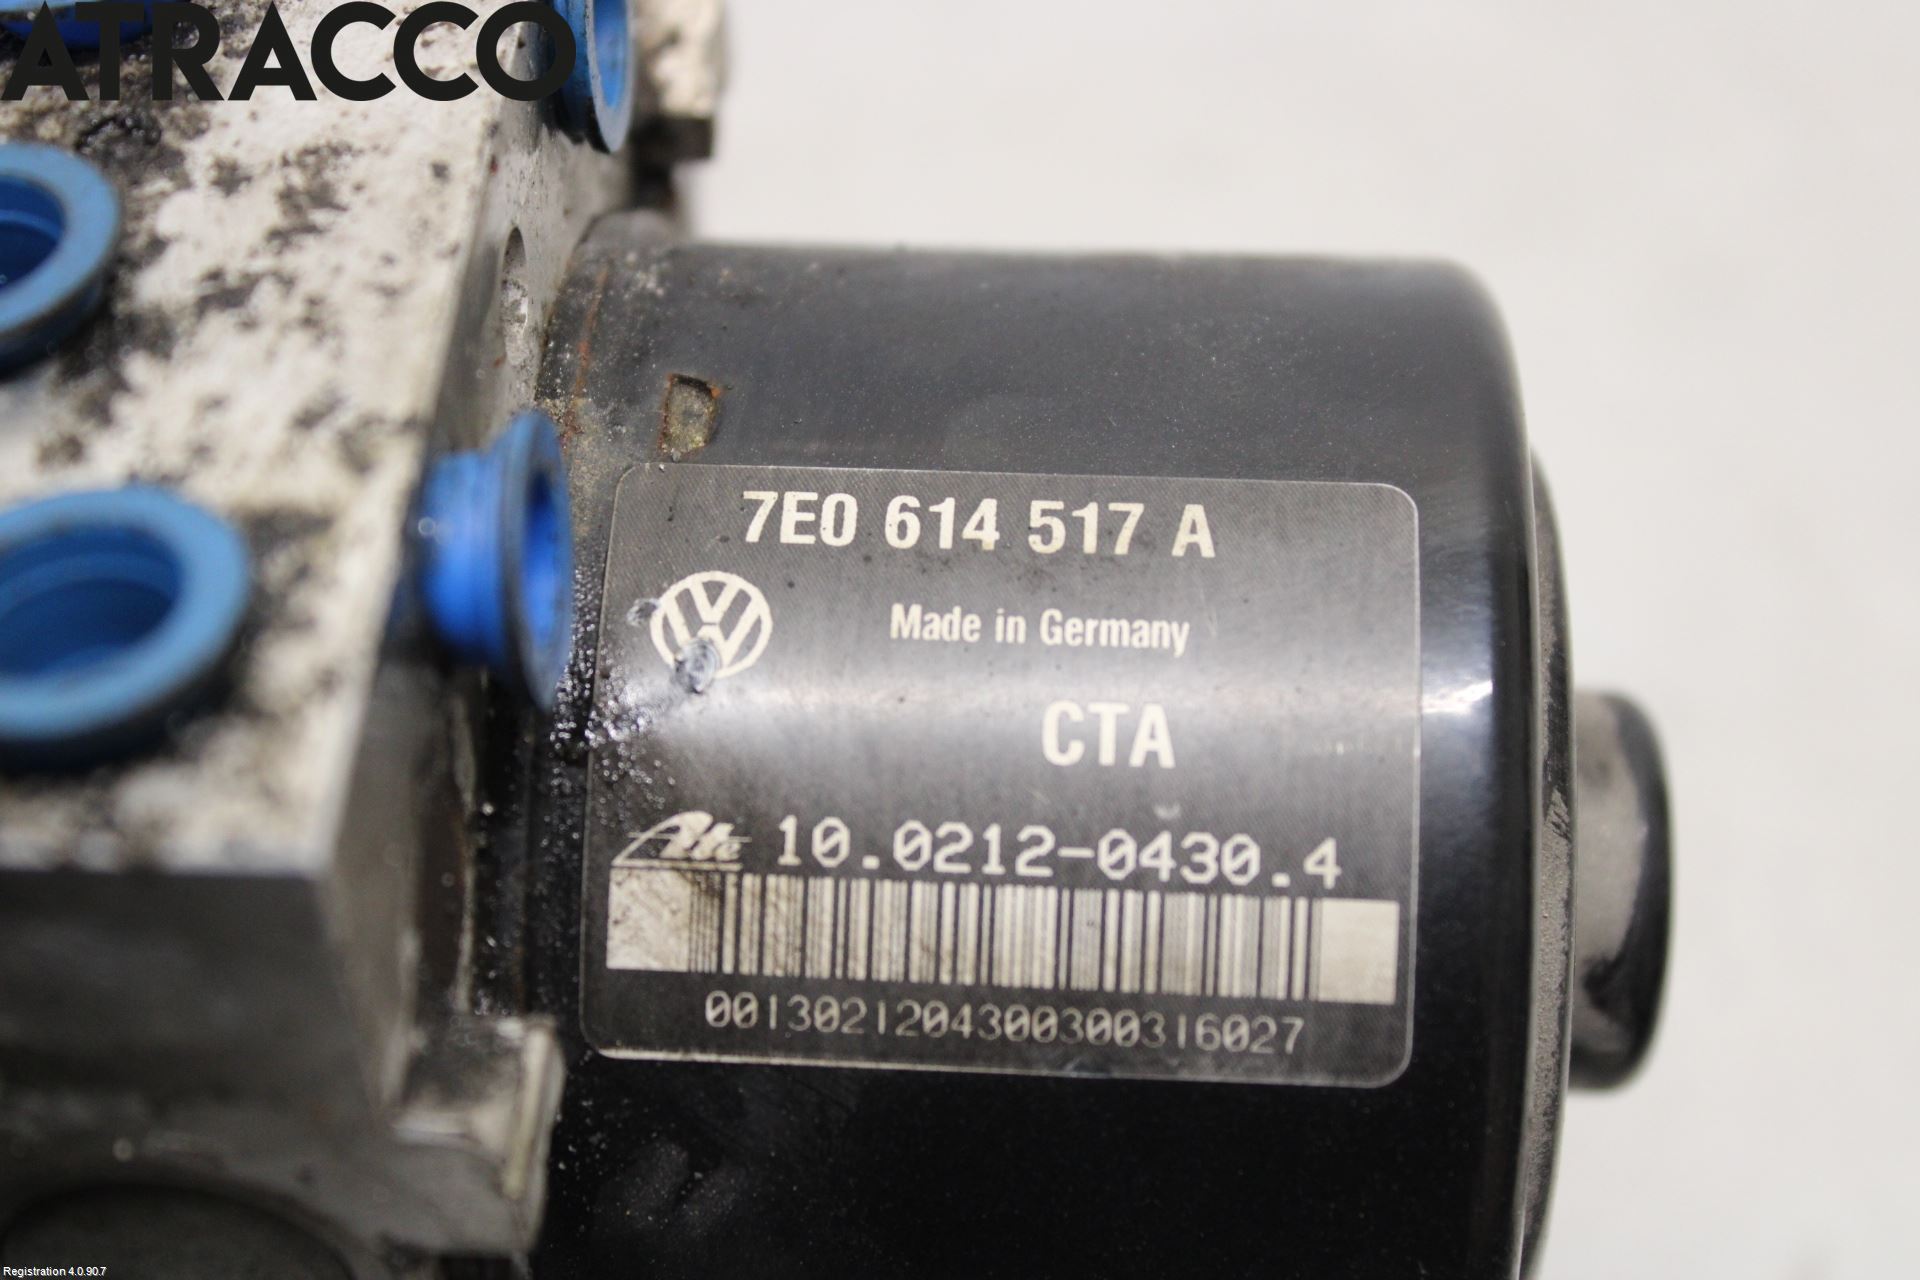 ATRACCO
7E0 614 517 A
Made in Germany
CTA
Ate 10.0212-0430.4
0013021204300300316027
Registration 4.0.90.7